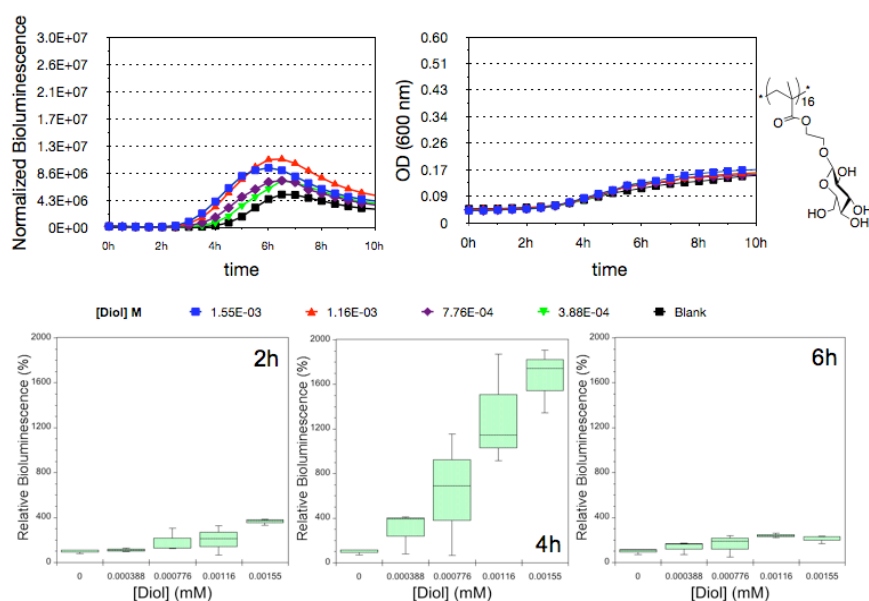 Normalized Bioluminescence
3.0E+07
2.6E+07
2.1E+07
1.7E+07
1.3E+07
8.6E+06
4.3E+06
0E+00
0h 2h 4h 6h 8h 10h
time
OD (600 nm)
0.60
0.51
0.43
0.34
0.26
0.17
0.09
0
0h 2h 4h 6h 8h 10h
time
* *
16
O
O
O
OH
O
HO
OH
OH
[Diol] M 1.55E-03 1.16E-03 7.76E-04 3.88E-04 Blank
Relative Bioluminescence (%)
2000
1600
1200
800
400
0
2h
0 0.000388 0.000776 0.00116 0.00155
[Diol] (mM)
Relative Bioluminescence (%)
2000
1600
1200
800
400
0
4h
0 0.000388 0.000776 0.00116 0.00155
[Diol] (mM)
Relative Bioluminescence (%)
2000
1600
1200
800
400
0
6h
0 0.000388 0.000776 0.00116 0.00155
[Diol] (mM)